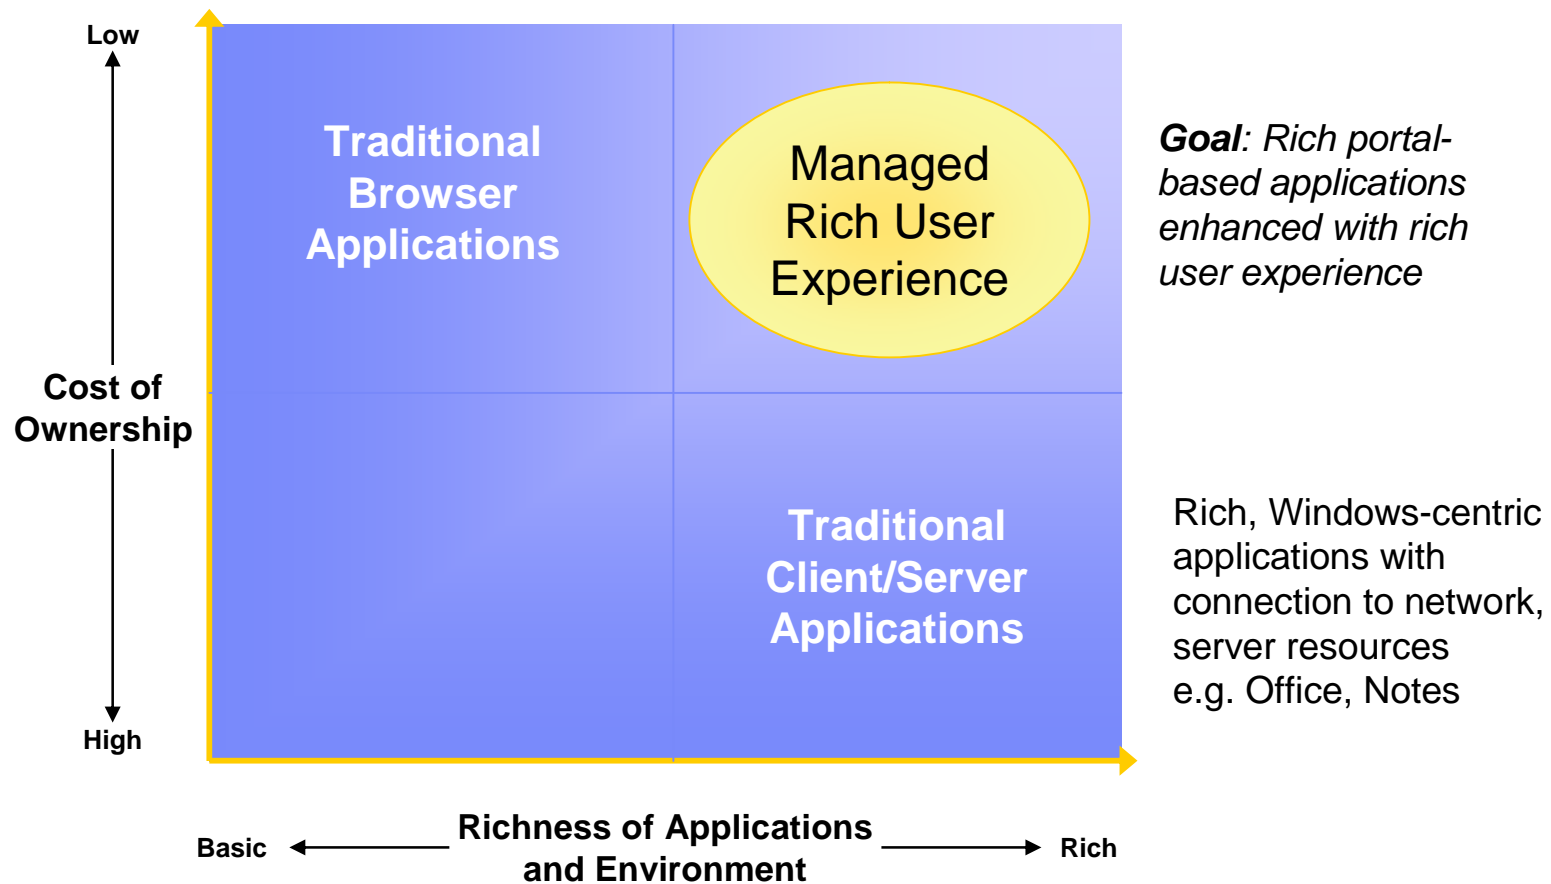 Low
Traditional
Browser
Applications
Managed
Rich User
Experience
Goal: Rich portal-
based applications
enhanced with rich
user experience
Cost of
Ownership
Traditional
Client/Server
Applications
Rich, Windows-centric
applications with
connection to network,
server resources
e.g. Office, Notes
High
Basic
Richness of Applications
and Environment
Rich